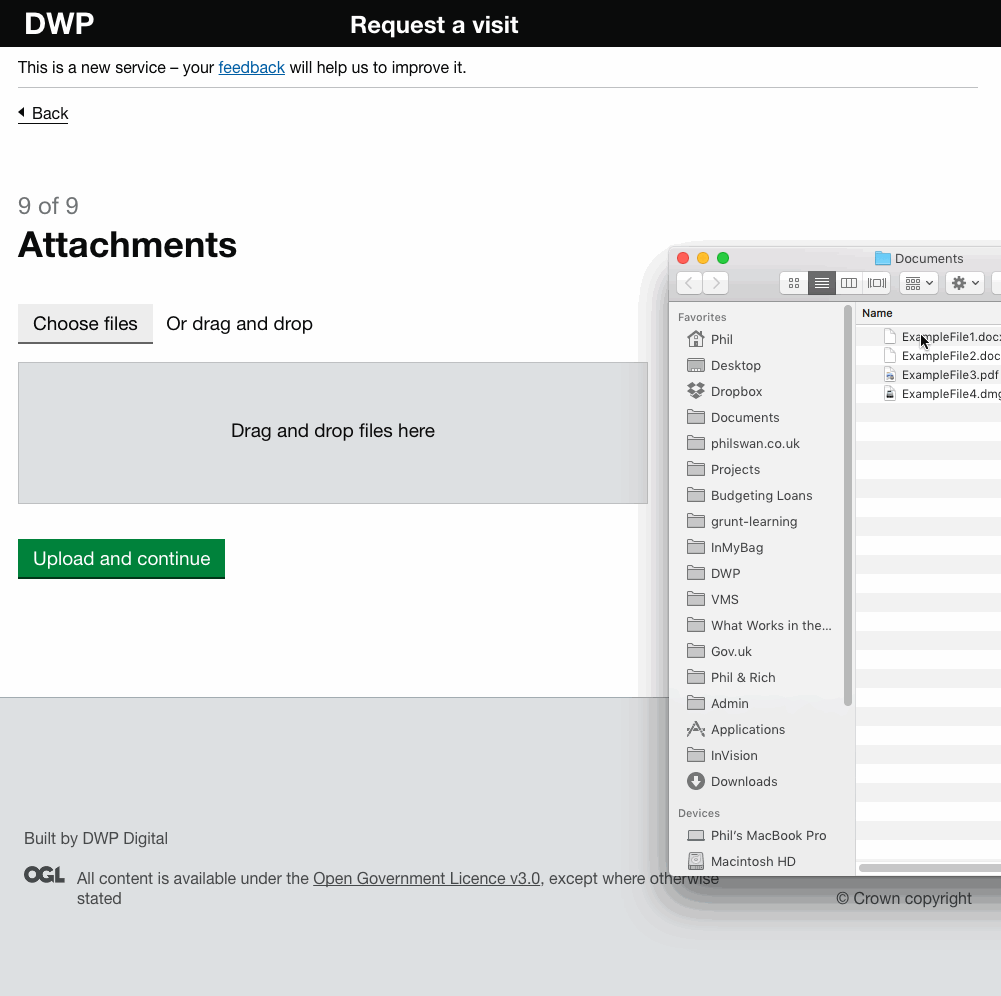 DWP
Request a visit
This is a new service – your feedback will help us to improve it.
Back
9 of 9
Attachments
Choose files
Or drag and drop
Drag and drop files here
Upload and continue
Documents
Favorites
Phil
Desktop
Dropbox
Documents
philswan.co.uk
Projects
Budgeting Loans
grunt-learning
InMyBag
DWP
VMS
What Works in the...
Gov.uk
Phil & Rich
Admin
Applications
InVision
Downloads
Devices
Phil's MacBook Pro
Macintosh HD
Name
ExampleFile1.doc
ExampleFile2.doc
ExampleFile3.pdf
ExampleFile4.dmg
Built by DWP Digital
OGL
All content is available under the Open Government Licence v3.0, except where otherwise
stated
© Crown copyright